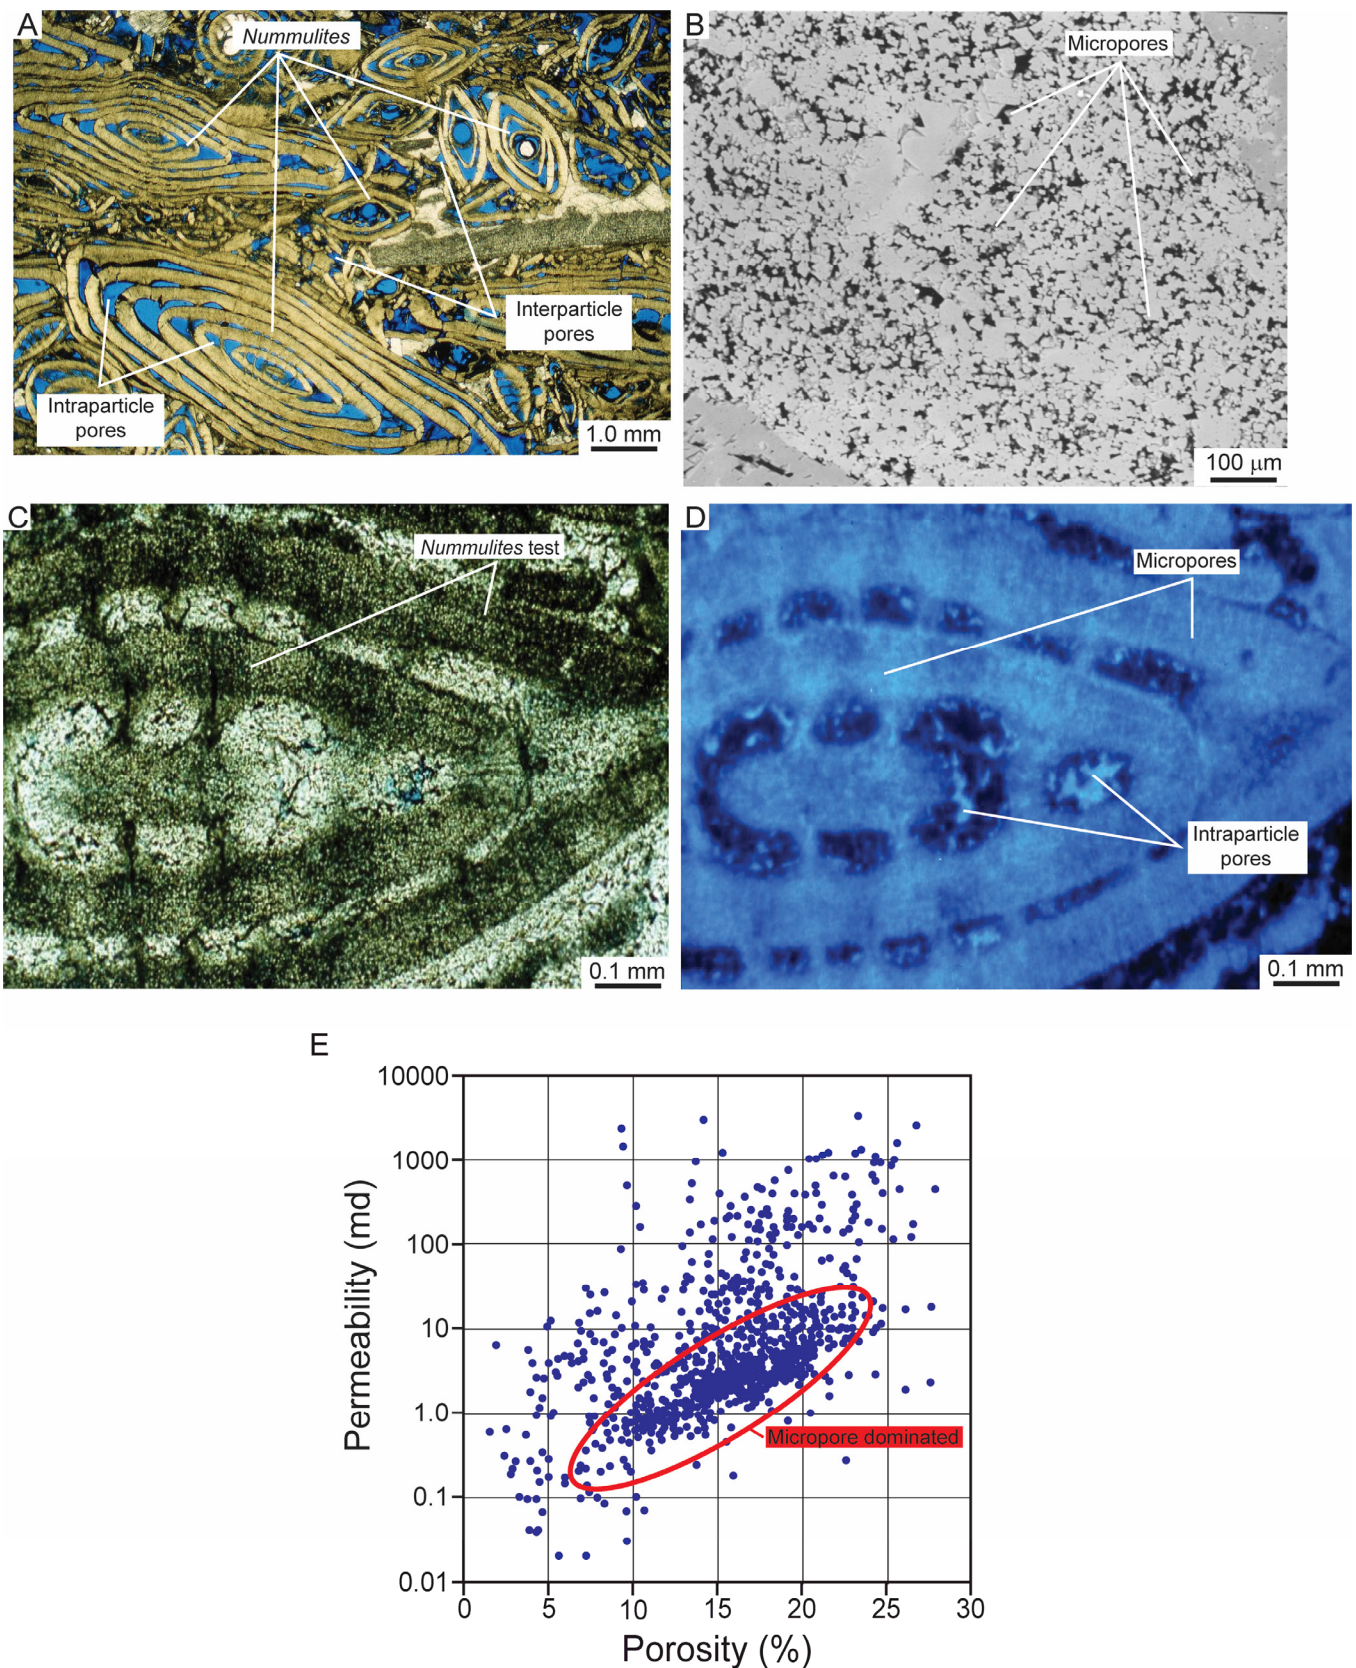 A
Nummulites
Interparticle
pores
Intraparticle
pores
1.0 mm
B
Micropores
100 μm
C
Nummulites test
0.1 mm
D
Micropores
Intraparticle
pores
0.1 mm
E
10000
1000
100
10
1.0
0.1
0.01
Permeability (md)
Micropore dominated
0 5 10 15 20 25 30
Porosity (%)